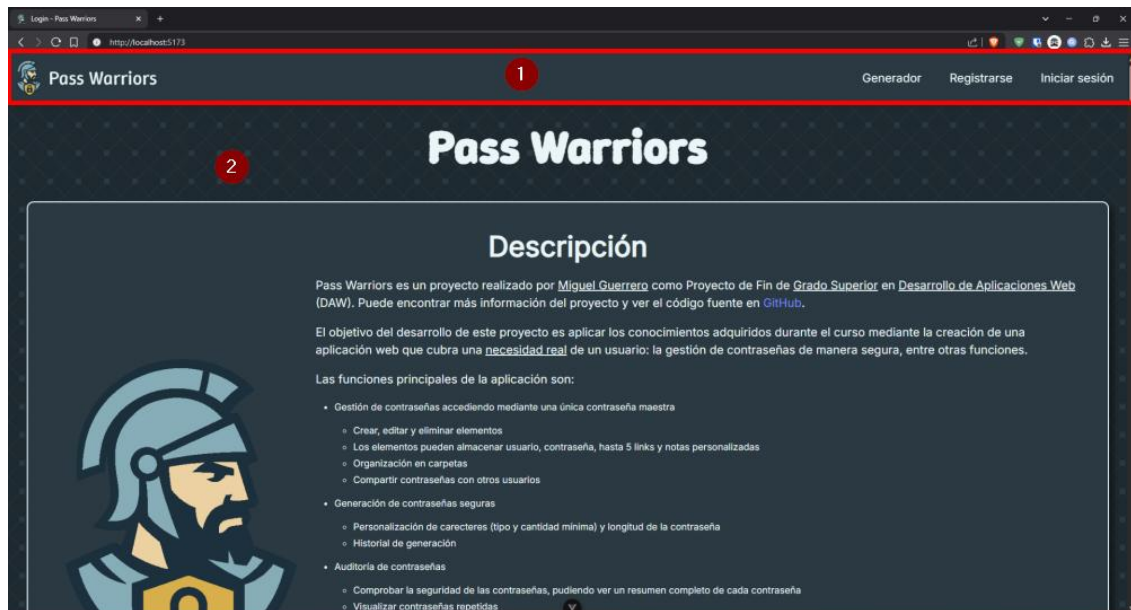 Login - Pass Warriors
http://localhost:5173
Pass Warriors
1
Generador Registrarse Iniciar sesión
Pass Warriors
2
Descripción
Pass Warriors es un proyecto realizado por Miguel Guerrero como Proyecto de Fin de Grado Superior en Desarrollo de Aplicaciones Web
(DAW). Puede encontrar más información del proyecto y ver el código fuente en GitHub.
El objetivo del desarrollo de este proyecto es aplicar los conocimientos adquiridos durante el curso mediante la creación de una
aplicación web que cubra una necesidad real de un usuario: la gestión de contraseñas de manera segura, entre otras funciones.
Las funciones principales de la aplicación son:
• Gestión de contraseñas accediendo mediante una única contraseña maestra
◦ Crear, editar y eliminar elementos
◦ Los elementos pueden almacenar usuario, contraseña, hasta 5 links y notas personalizadas
◦ Organización en carpetas
◦ Compartir contraseñas con otros usuarios
• Generación de contraseñas seguras
◦ Personalización de carecteres (tipo y cantidad mínima) y longitud de la contraseña
◦ Historial de generación
• Auditoría de contraseñas
◦ Comprobar la seguridad de las contraseñas, pudiendo ver un resumen completo de cada contraseña
◦ Visualizar contraseñas repetidas